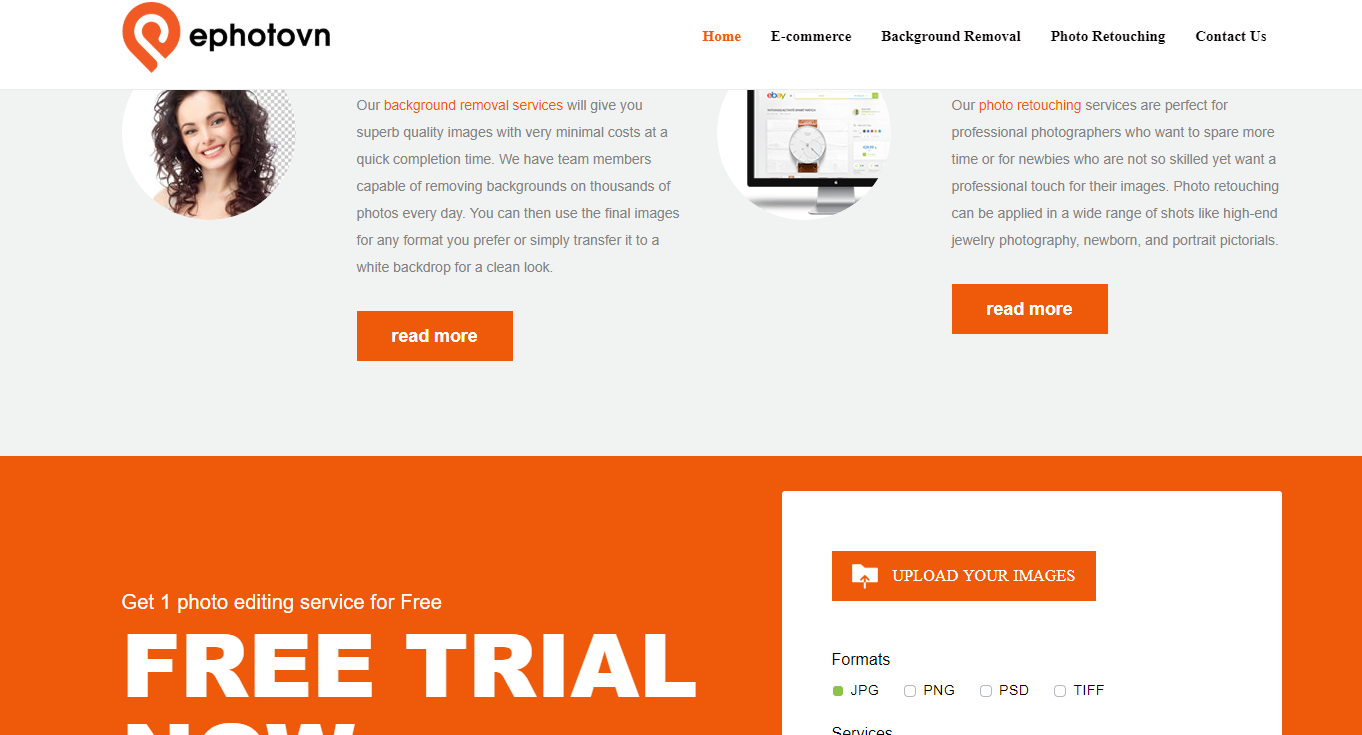 ephotovn
Home E-commerce Background Removal Photo Retouching Contact Us
Our background removal services will give you
superb quality images with very minimal costs at a
quick completion time. We have team members
capable of removing backgrounds on thousands of
photos every day. You can then use the final images
for any format you prefer or simply transfer it to a
white backdrop for a clean look.
read more
ebay
Our photo retouching services are perfect for
professional photographers who want to spare more
time or for newbies who are not so skilled yet want a
professional touch for their images. Photo retouching
can be applied in a wide range of shots like high-end
jewelry photography, newborn, and portrait pictorials.
read more
Get 1 photo editing service for Free
FREE TRIAL
NOW
UPLOAD YOUR IMAGES
Formats
JPG PNG PSD TIFF
Services